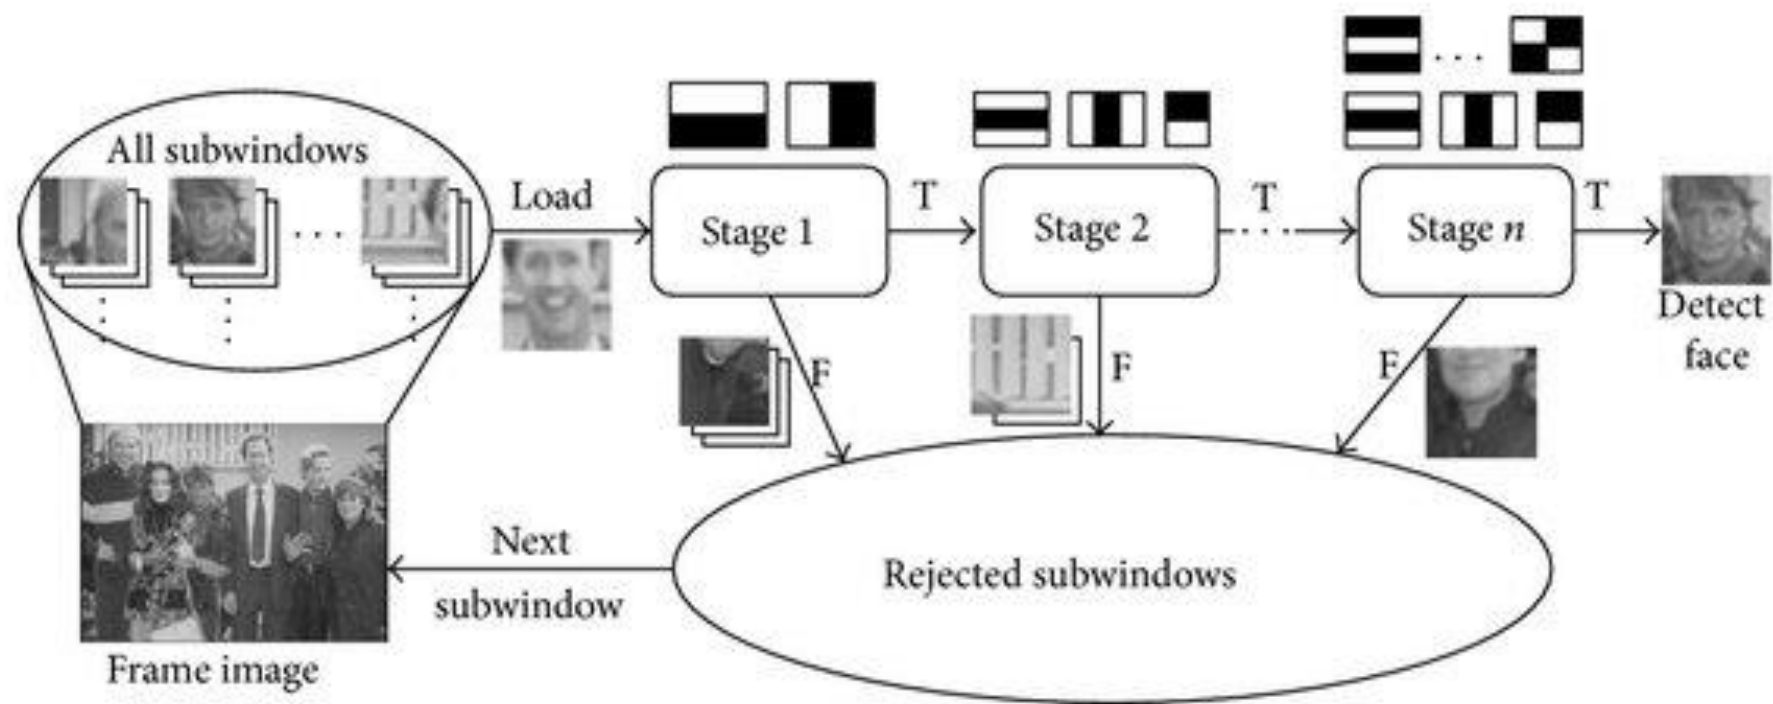 All subwindows
Load
Stage 1
T
Stage 2
T
Stage n
T
Detect
face
F
F
F
Rejected subwindows
Next
subwindow
Frame image